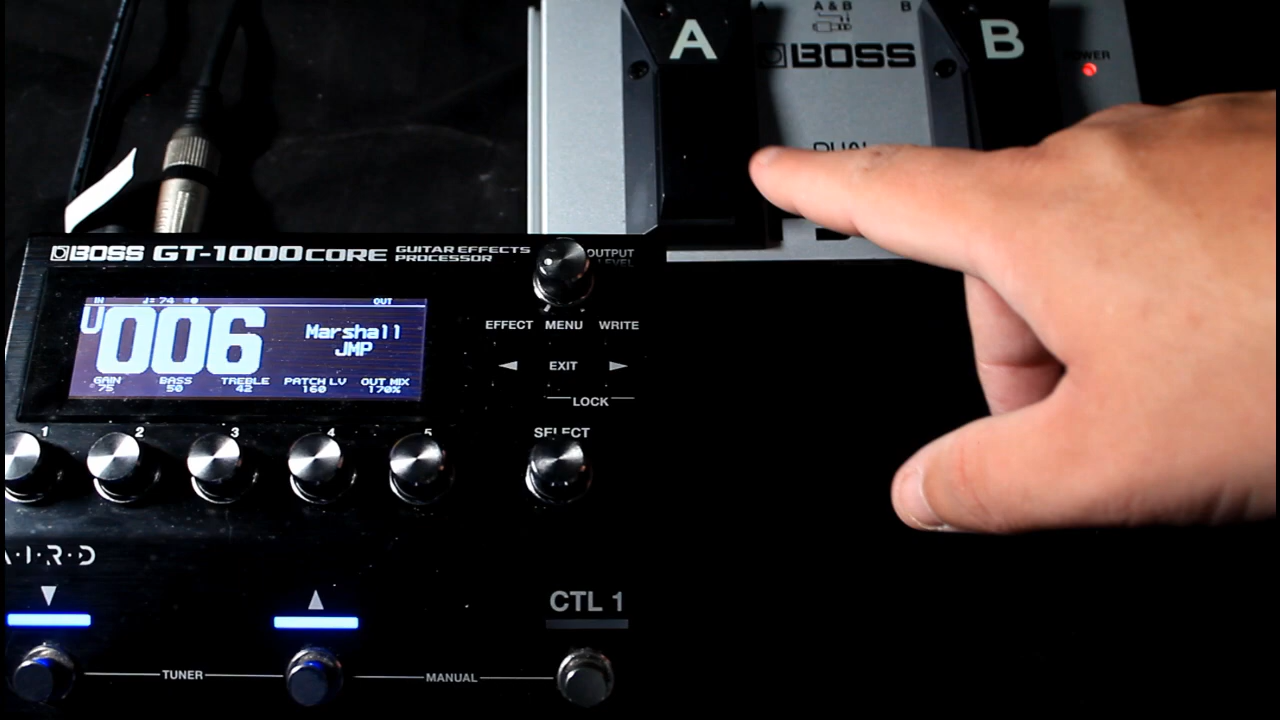 A & B
A
B
A
B
BOSS
POWER
BOSS GT-1000CORE GUITAR EFFECTS PROCESSOR
OUTPUT LEVEL
IN
♩= 74
OUT
U006
Marshall
JMP
GAIN BASS TREBLE PATCH LV OUT MIX
75 50 42 160 170%
EFFECT MENU WRITE
EXIT
LOCK
1 2 3 4 5
SELECT
A·I·R·D
CTL 1
TUNER
MANUAL